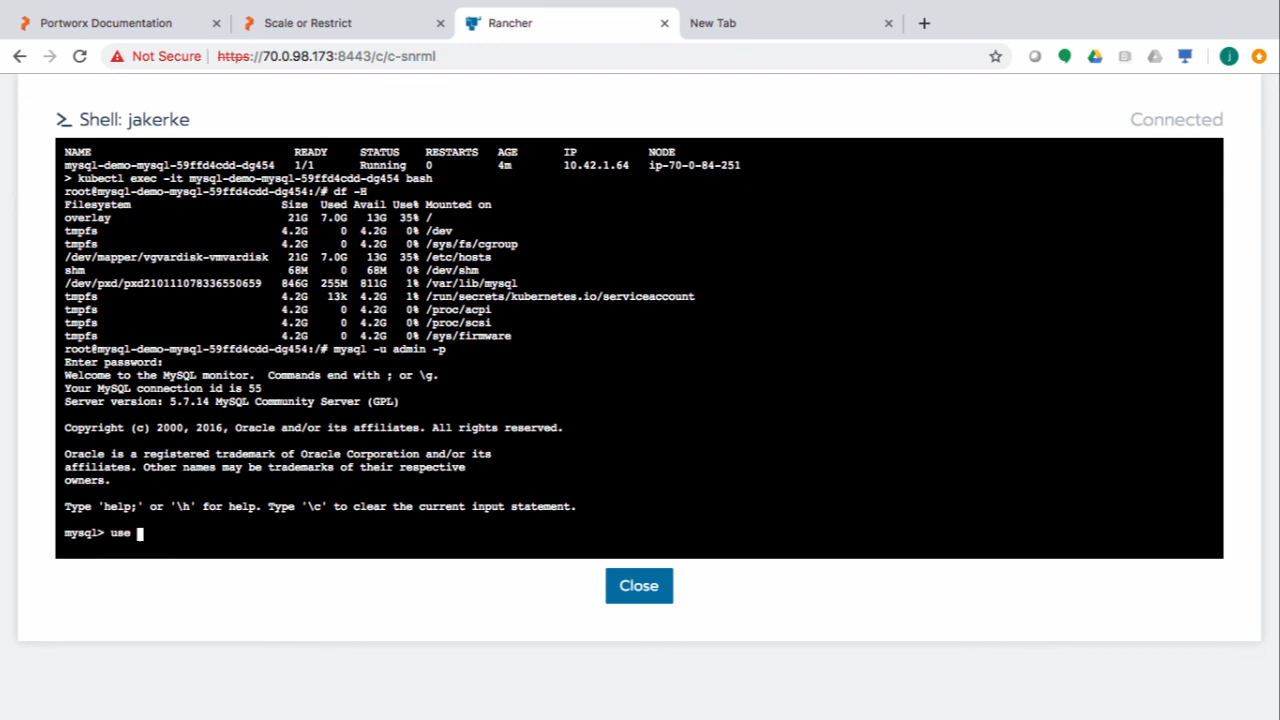 Portworx Documentation
Scale or Restrict
Rancher
New Tab
Not Secure https://70.0.98.173:8443/c/c-snrml
j
>_ Shell: jakerke
Connected
NAME READY STATUS RESTARTS AGE IP NODE
mysql-demo-mysql-59ffd4cdd-dg454 1/1 Running 0 4m 10.42.1.64 ip-70-0-84-251
> kubectl exec -it mysql-demo-mysql-59ffd4cdd-dg454 bash
root@mysql-demo-mysql-59ffd4cdd-dg454:/# df -H
Filesystem Size Used Avail Use% Mounted on
overlay 21G 7.0G 13G 35% /
tmpfs 4.2G 0 4.2G 0% /dev
tmpfs 4.2G 0 4.2G 0% /sys/fs/cgroup
/dev/mapper/vgvardisk-vmvardisk 21G 7.0G 13G 35% /etc/hosts
shm 68M 0 68M 0% /dev/shm
/dev/pxd/pxd210111078336550659 846G 255M 811G 1% /var/lib/mysql
tmpfs 4.2G 13k 4.2G 1% /run/secrets/kubernetes.io/serviceaccount
tmpfs 4.2G 0 4.2G 0% /proc/acpi
tmpfs 4.2G 0 4.2G 0% /proc/scsi
tmpfs 4.2G 0 4.2G 0% /sys/firmware
root@mysql-demo-mysql-59ffd4cdd-dg454:/# mysql -u admin -p
Enter password:
Welcome to the MySQL monitor.  Commands end with ; or \g.
Your MySQL connection id is 55
Server version: 5.7.14 MySQL Community Server (GPL)
Copyright (c) 2000, 2016, Oracle and/or its affiliates. All rights reserved.
Oracle is a registered trademark of Oracle Corporation and/or its
affiliates. Other names may be trademarks of their respective
owners.
Type 'help;' or '\h' for help. Type '\c' to clear the current input statement.
mysql> use
Close